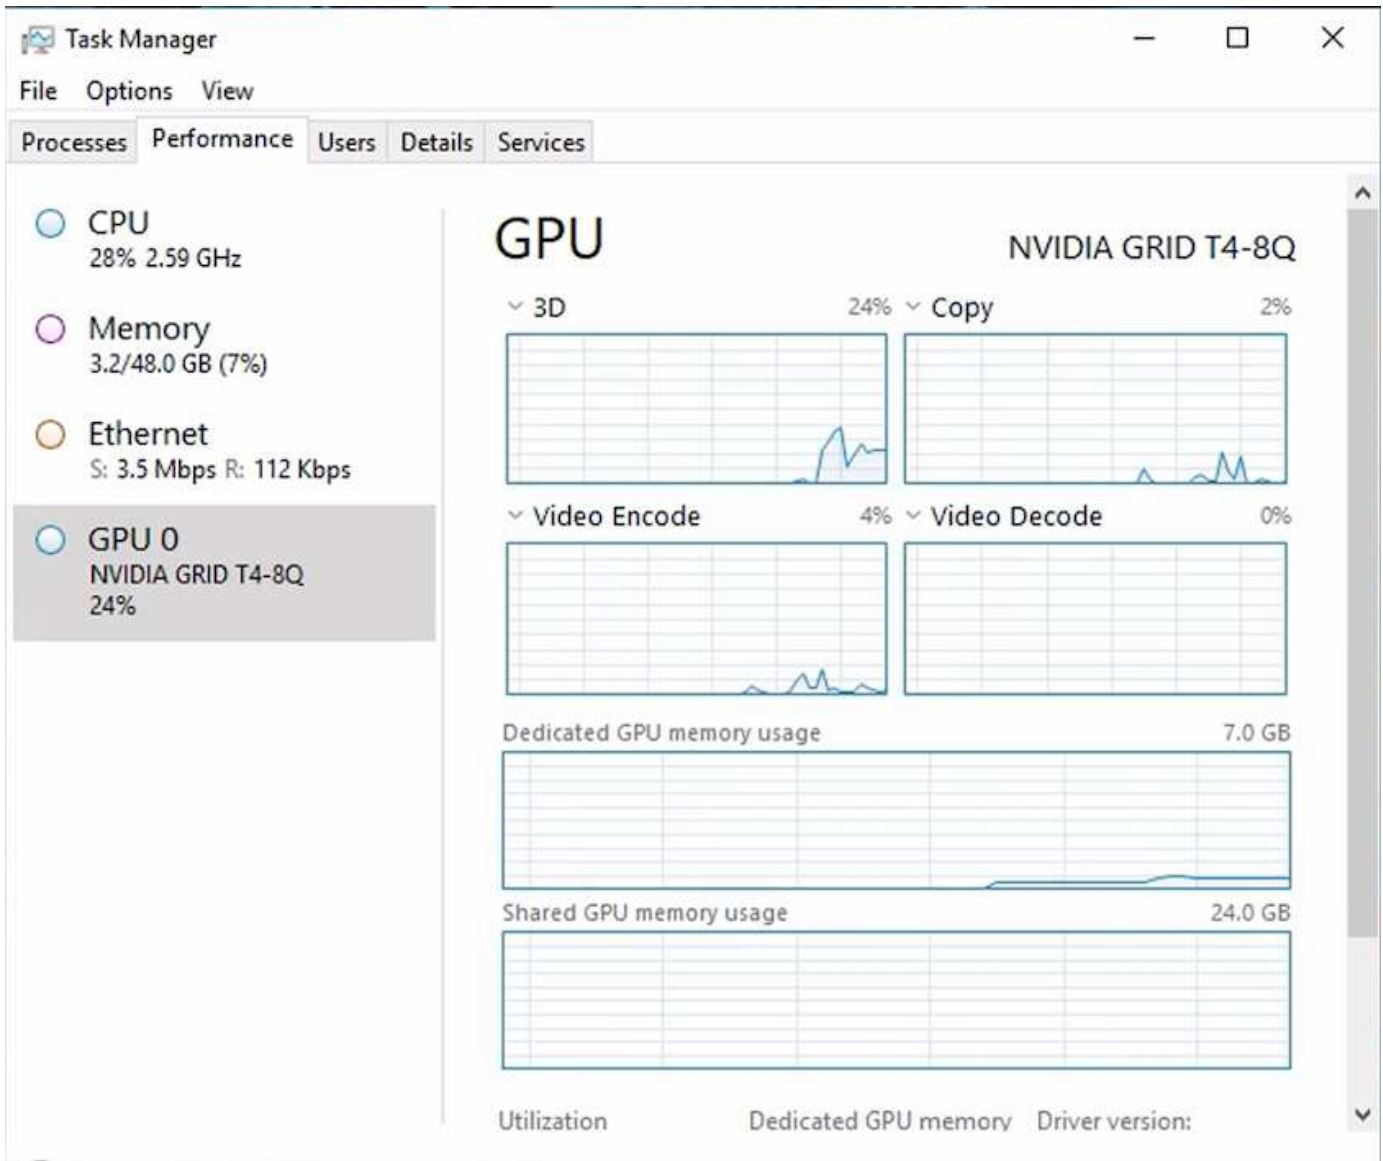 Task Manager
File Options View
Processes Performance Users Details Services
CPU
28% 2.59 GHz
Memory
3.2/48.0 GB (7%)
Ethernet
S: 3.5 Mbps R: 112 Kbps
GPU 0
NVIDIA GRID T4-8Q
24%
GPU NVIDIA GRID T4-8Q
3D 24% Copy 2%
Video Encode 4% Video Decode 0%
Dedicated GPU memory usage 7.0 GB
Shared GPU memory usage 24.0 GB
Utilization Dedicated GPU memory Driver version: